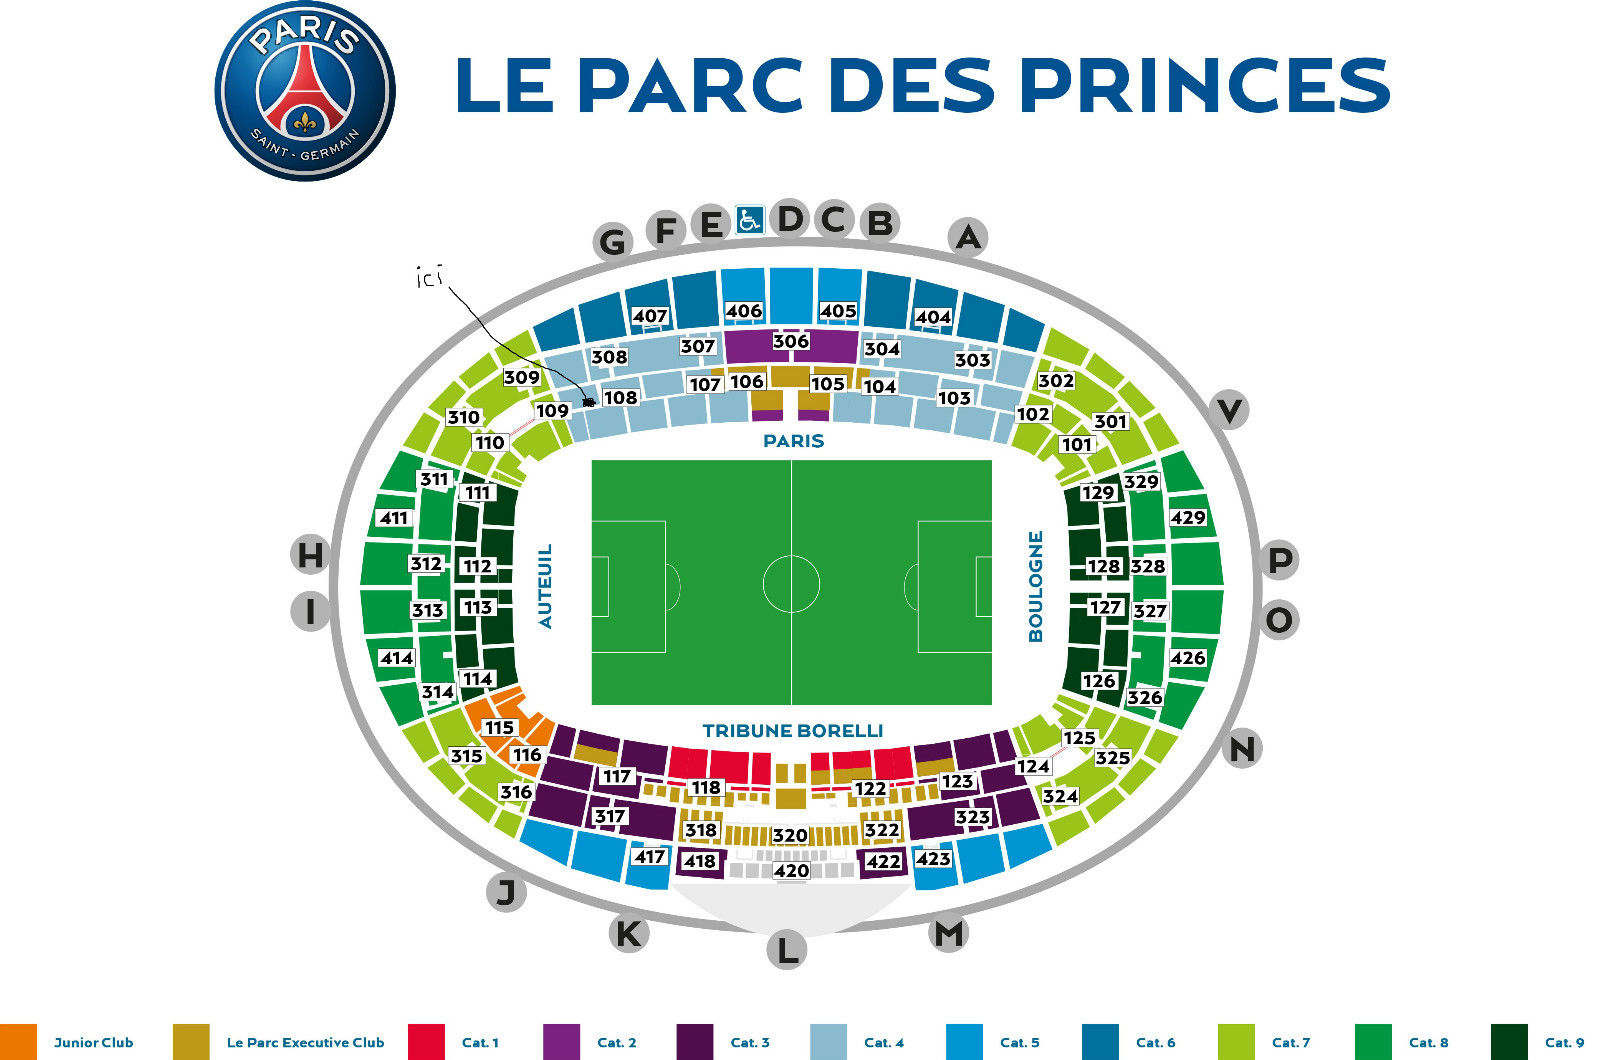 PARIS
SAINT - GERMAIN
LE PARC DES PRINCES
G F E D C B A
ici
407 406 405 404
308 307 306 304 303
309 302
107 106 105 104
108 103
310 109 102 301
110 101
PARIS
311 111 129 329
411 429
312 112 128 328
H P
AUTEUIL
BOULOGNE
V
I O
313 113 127 327
414 426
314 114 126 326
115 TRIBUNE BORELLI 125
315 116 124 325
N
117 118 122 123
316 324
317 323
318 320 322
417 418 420 422 423
J K L M
Junior Club
Le Parc Executive Club
Cat. 1
Cat. 2
Cat. 3
Cat. 4
Cat. 5
Cat. 6
Cat. 7
Cat. 8
Cat. 9